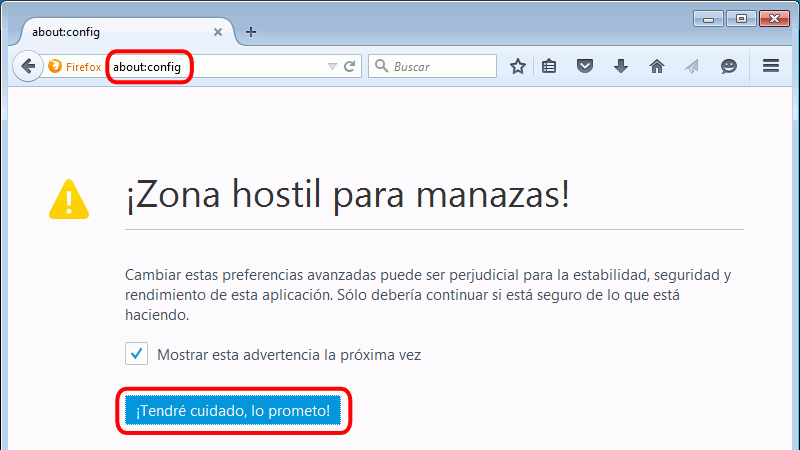 about:config
Firefox about:config Buscar
¡Zona hostil para manazas!
Cambiar estas preferencias avanzadas puede ser perjudicial para la estabilidad, seguridad y
rendimiento de esta aplicación. Sólo debería continuar si está seguro de lo que está
haciendo.
Mostrar esta advertencia la próxima vez
¡Tendré cuidado, lo prometo!